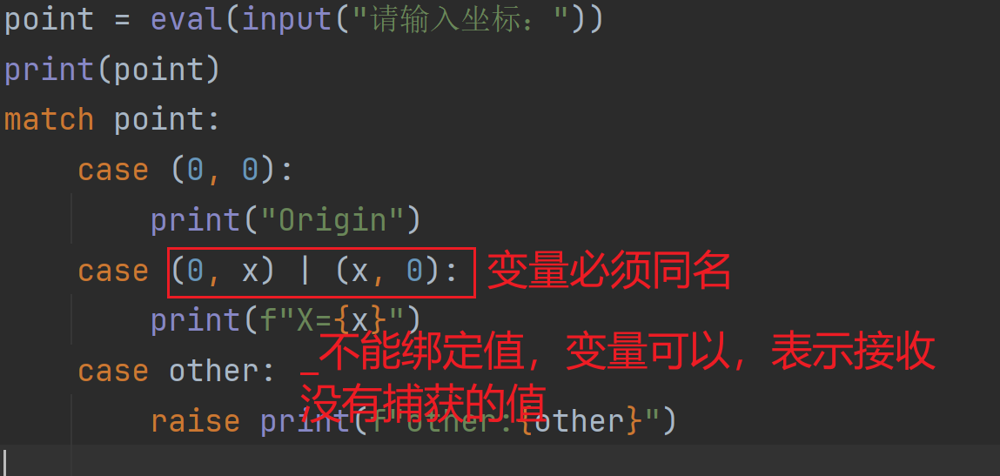 point = eval(input("请输入坐标："))
print(point)
match point:
    case (0, 0):
        print("Origin")
    case (0, x) | (x, 0): 变量必须同名
        print(f"X={x}")
    case other: _不能绑定值，变量可以，表示接收
没有捕获的值
        raise print(f"other:{other}")